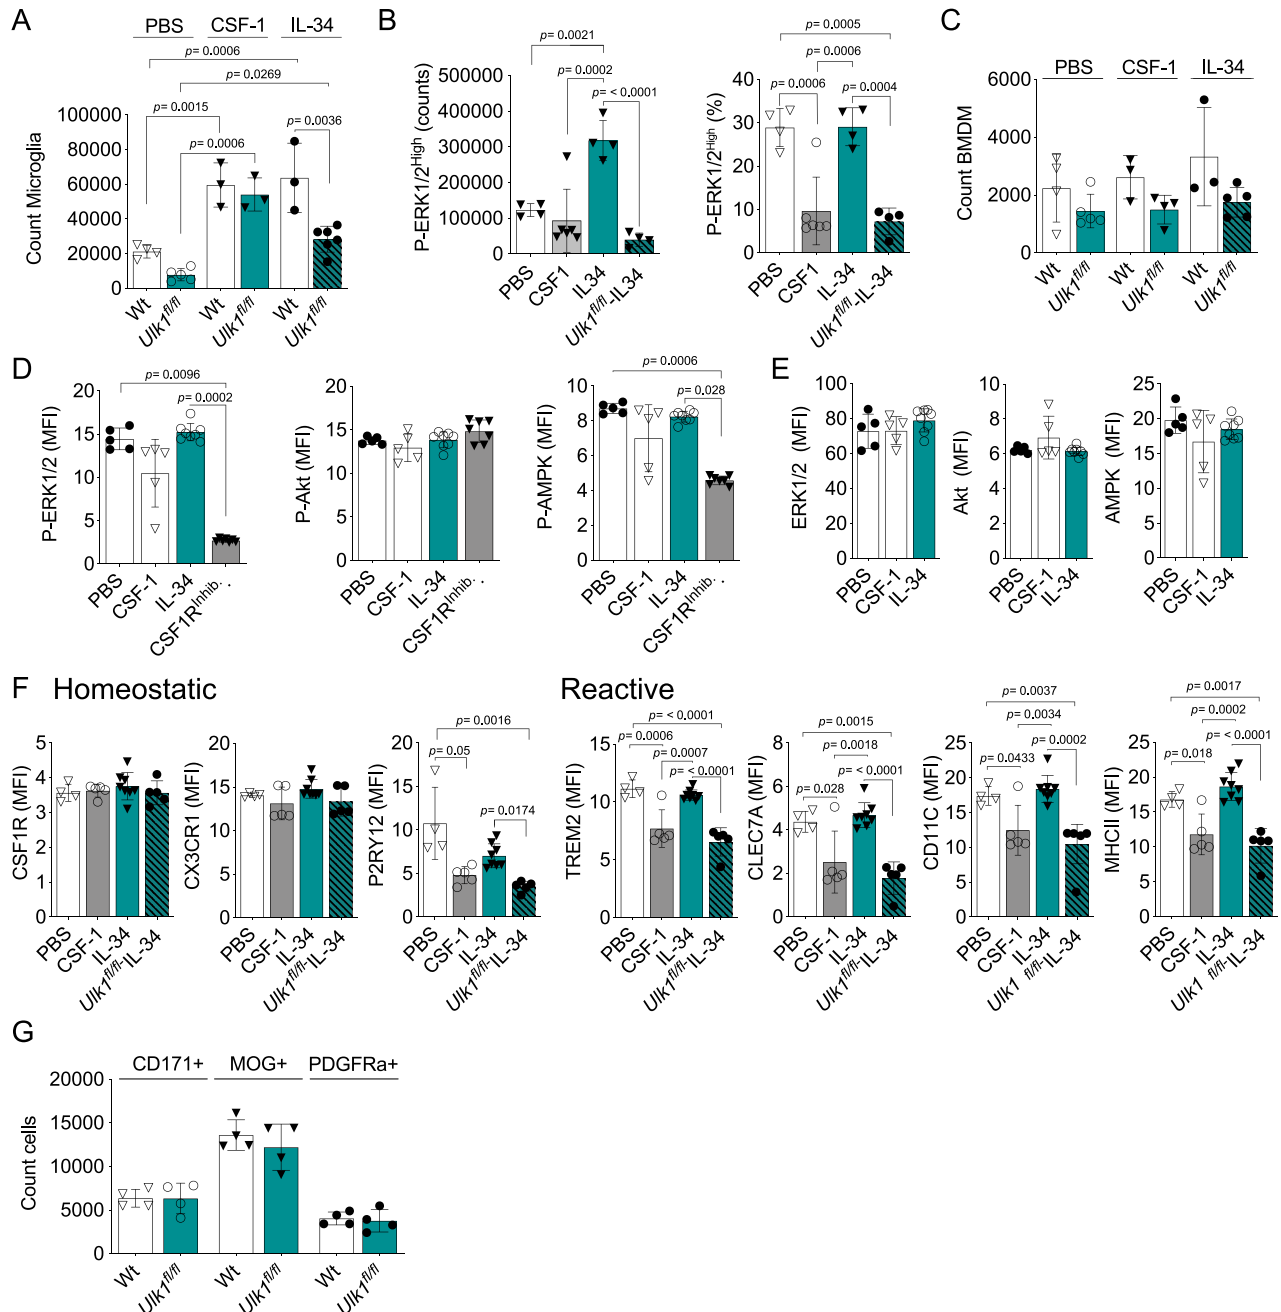 A
PBS
CSF-1
IL-34
p= 0.0006
p= 0.0269
p= 0.0015
p= 0.0036
p= 0.0006
Count Microglia
100000
80000
60000
40000
20000
0
Wt
Ulk1fl/fl
Wt
Ulk1fl/fl
Wt
Ulk1fl/fl
B
p= 0.0021
p= 0.0002
p= < 0.0001
P-ERK1/2High (counts)
500000
400000
300000
200000
100000
0
PBS
CSF1
IL34
Ulk1fl/fl-IL34
p= 0.0005
p= 0.0006
p= 0.0006
p= 0.0004
P-ERK1/2High (%)
40
30
20
10
0
PBS
CSF1
IL-34
Ulk1fl/fl-IL34
C
PBS
CSF-1
IL-34
Count BMDM
6000
4000
2000
0
Wt
Ulk1fl/fl
Wt
Ulk1fl/fl
Wt
Ulk1fl/fl
D
p= 0.0096
p= 0.0002
P-ERK1/2 (MFI)
20
15
10
5
0
PBS
CSF-1
IL-34
CSF1RInhib.
P-Akt (MFI)
20
15
10
5
0
PBS
CSF-1
IL-34
CSF1RInhib.
p= 0.0006
p= 0.028
P-AMPK (MFI)
10
8
6
4
2
0
PBS
CSF-1
IL-34
CSF1RInhib.
E
ERK1/2 (MFI)
100
80
60
40
20
0
PBS
CSF-1
IL-34
Akt (MFI)
10
8
6
4
2
0
PBS
CSF-1
IL-34
AMPK (MFI)
25
20
15
10
5
0
PBS
CSF-1
IL-34
F
Homeostatic
CSF1R (MFI)
5
4
3
2
1
0
PBS
CSF-1
IL-34
Ulk1fl/fl-IL-34
CX3CR1 (MFI)
20
15
10
5
0
PBS
CSF-1
IL-34
Ulk1fl/fl-IL-34
p= 0.0016
p= 0.05
p= 0.0174
P2RY12 (MFI)
20
15
10
5
0
PBS
CSF-1
IL-34
Ulk1fl/fl-IL-34
Reactive
p= < 0.0001
p= 0.0006
p= 0.0007
p= < 0.0001
TREM2 (MFI)
15
10
5
0
PBS
CSF-1
IL-34
Ulk1fl/fl-IL-34
p= 0.0015
p= 0.0018
p= < 0.0001
p= 0.028
CLEC7A (MFI)
8
6
4
2
0
PBS
CSF-1
IL-34
Ulk1fl/fl-IL-34
p= 0.0037
p= 0.0034
p= 0.0002
p= 0.0433
CD11C (MFI)
25
20
15
10
5
0
PBS
CSF-1
IL-34
Ulk1 fl/fl-IL-34
p= 0.0017
p= 0.0002
p= < 0.0001
p= 0.018
MHCII (MFI)
25
20
15
10
5
0
PBS
CSF-1
IL-34
Ulk1 fl/fl-IL-34
G
CD171+
MOG+
PDGFRa+
Count cells
20000
15000
10000
5000
0
Wt
Ulk1fl/fl
Wt
Ulk1fl/fl
Wt
Ulk1fl/fl